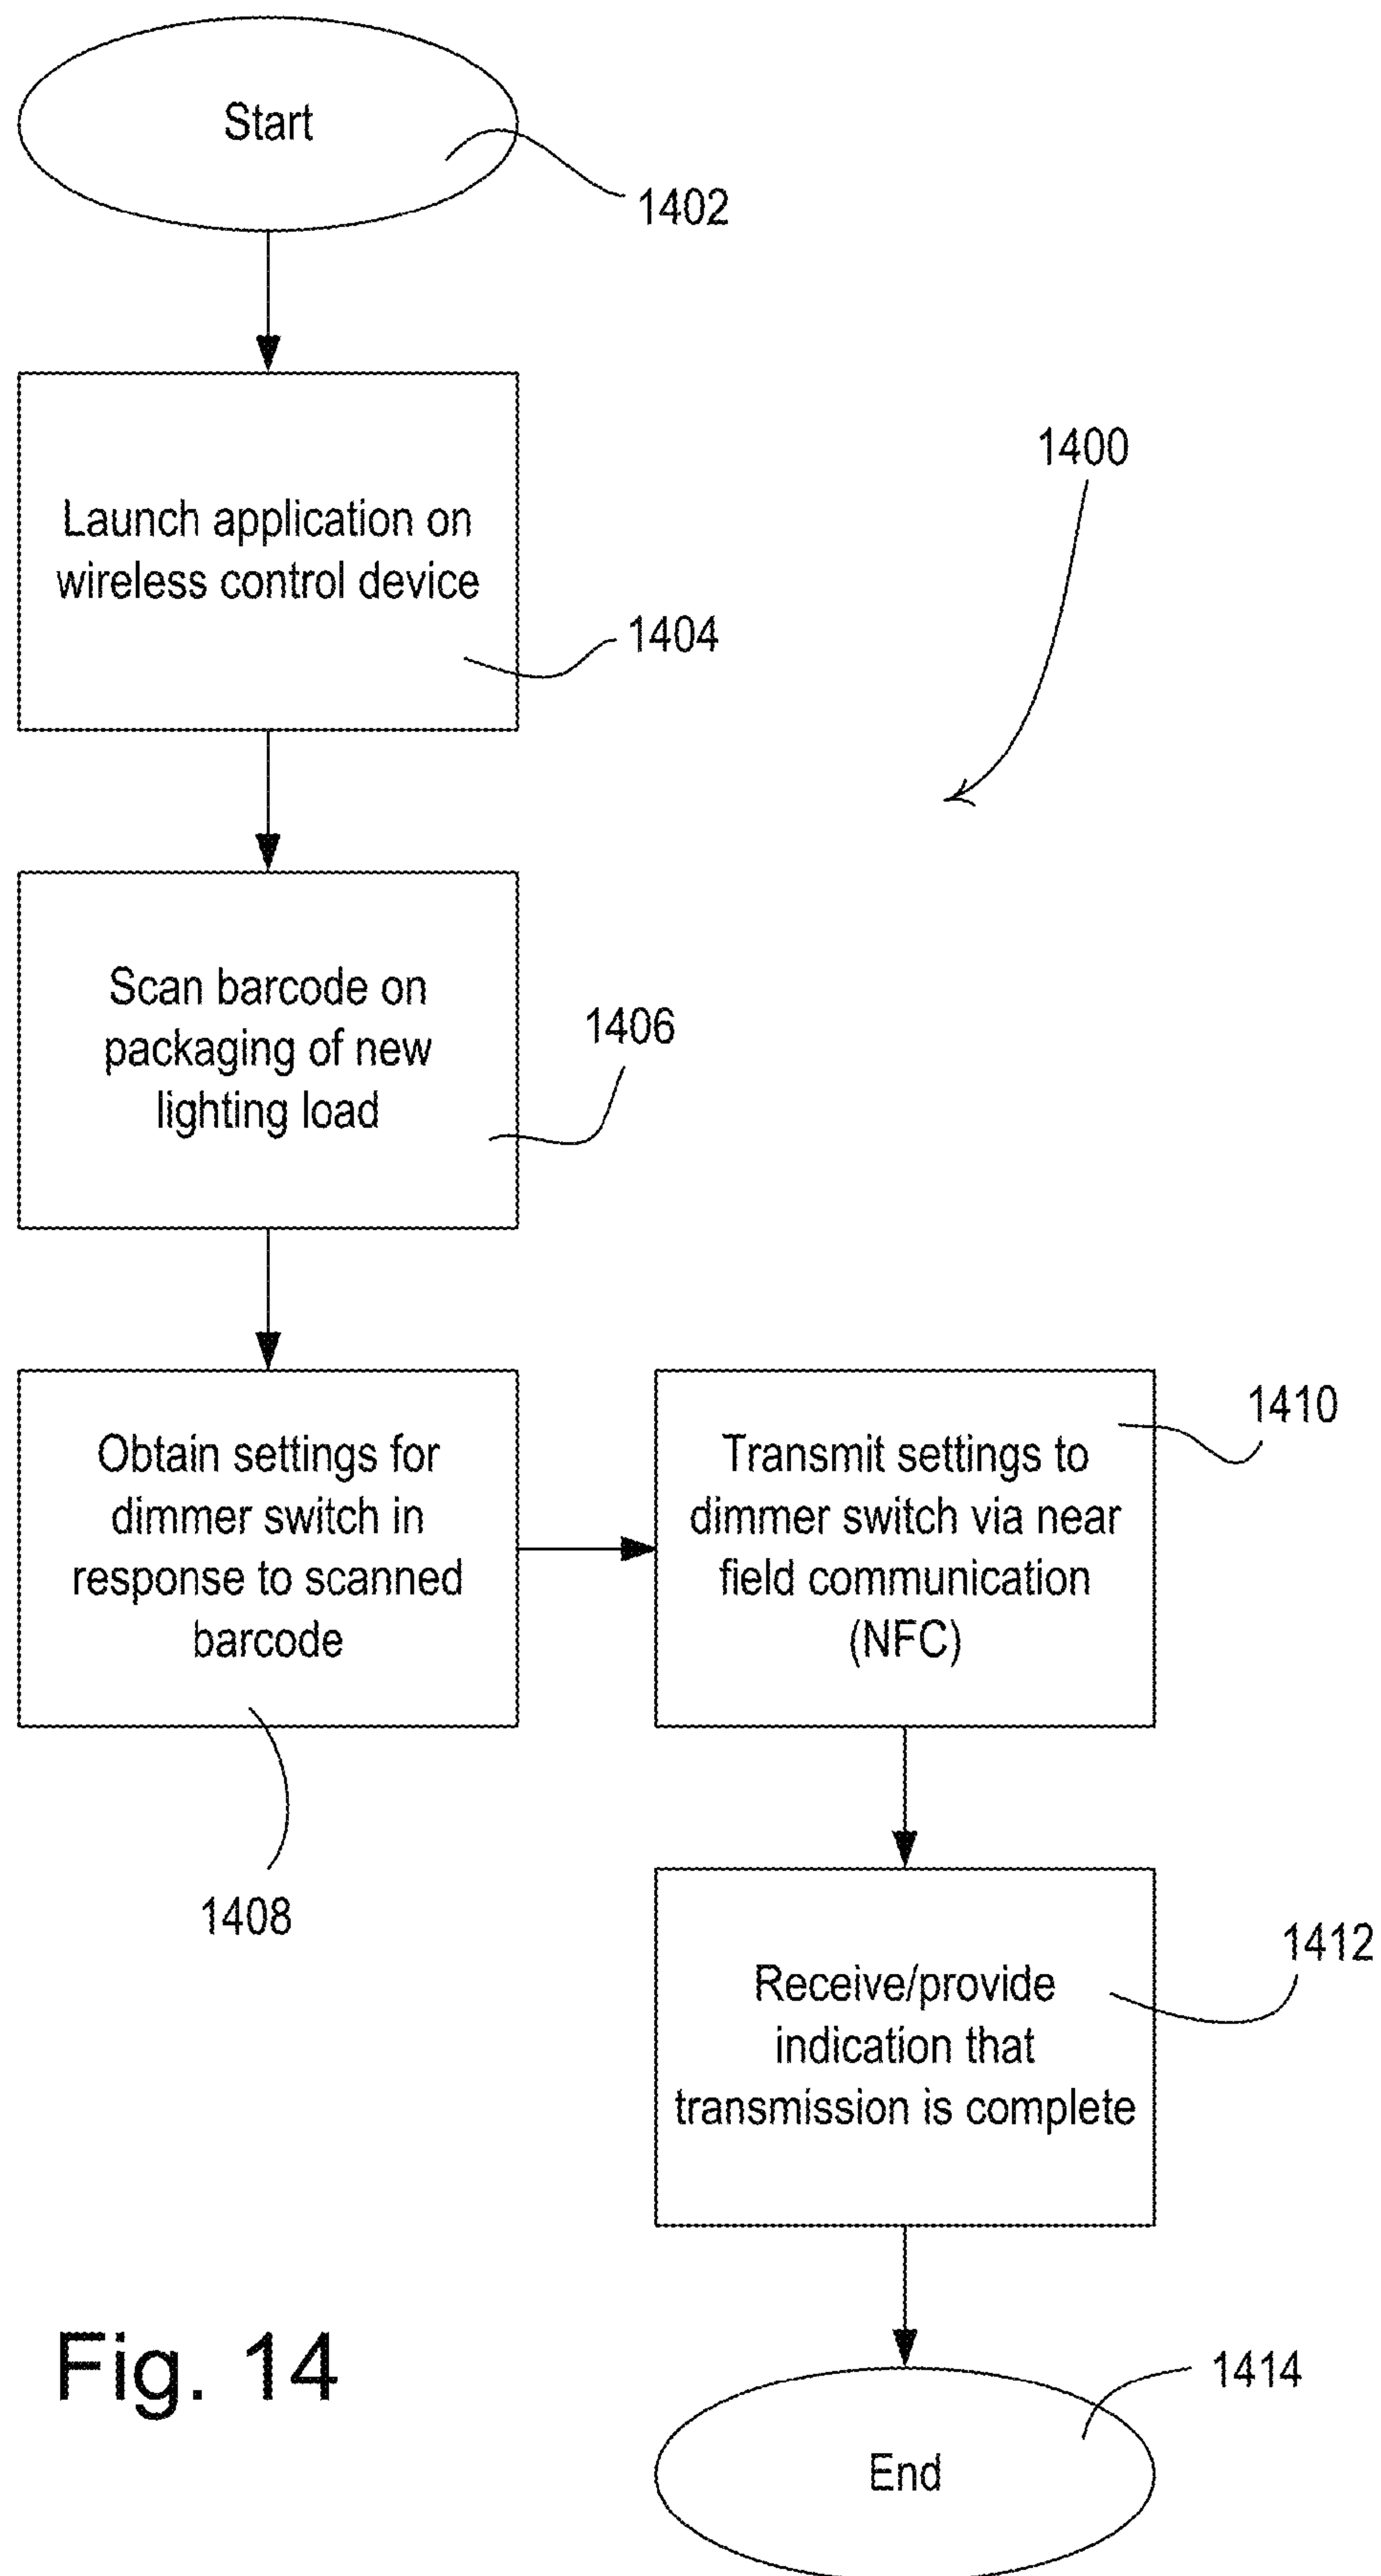 Start
1402
1400
Launch application on
wireless control device
1404
Scan barcode on
packaging of new
lighting load
1406
Obtain settings for
dimmer switch in
response to scanned
barcode
1408
Transmit settings to
dimmer switch via near
field communication
(NFC)
1410
Receive/provide
indication that
transmission is complete
1412
End
1414
Fig. 14